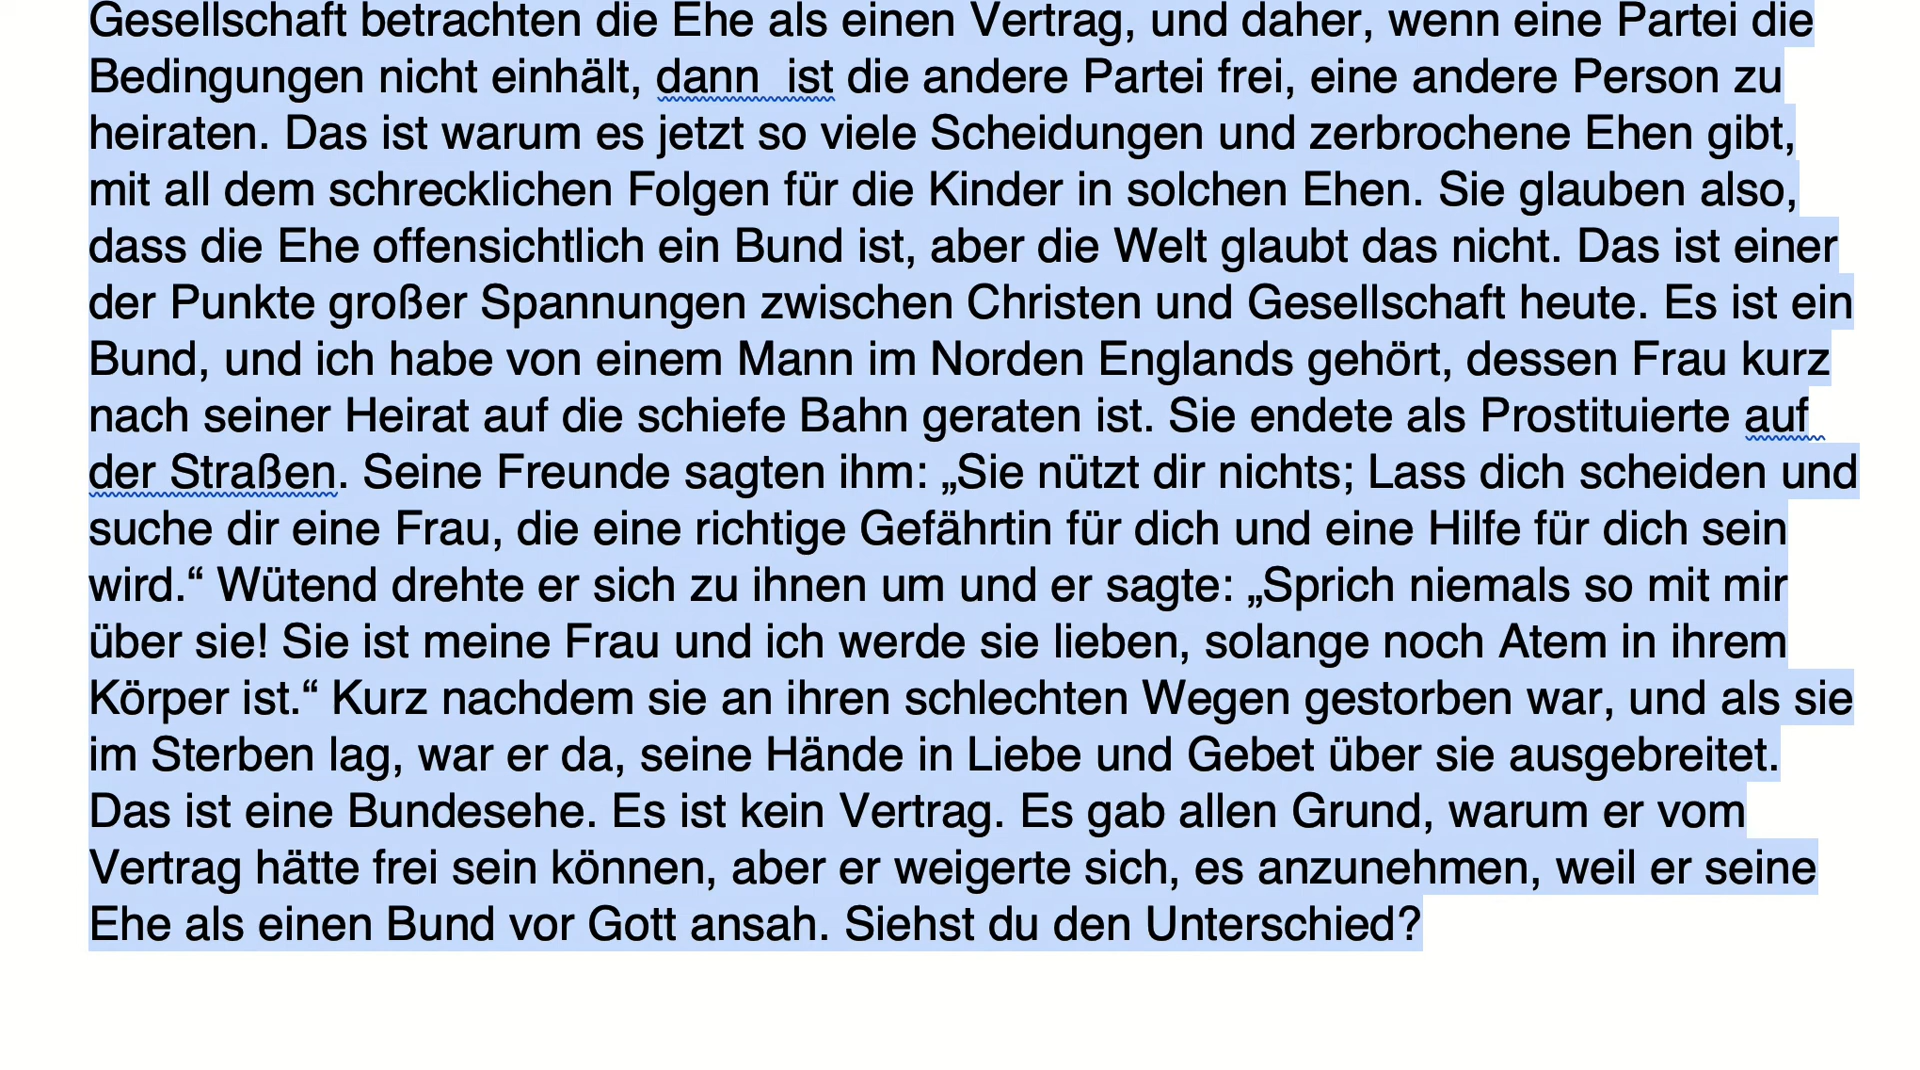 Gesellschaft betrachten die Ehe als einen Vertrag, und daher, wenn eine Partei die
Bedingungen nicht einhält, dann  ist die andere Partei frei, eine andere Person zu
heiraten. Das ist warum es jetzt so viele Scheidungen und zerbrochene Ehen gibt,
mit all dem schrecklichen Folgen für die Kinder in solchen Ehen. Sie glauben also,
dass die Ehe offensichtlich ein Bund ist, aber die Welt glaubt das nicht. Das ist einer
der Punkte großer Spannungen zwischen Christen und Gesellschaft heute. Es ist ein
Bund, und ich habe von einem Mann im Norden Englands gehört, dessen Frau kurz
nach seiner Heirat auf die schiefe Bahn geraten ist. Sie endete als Prostituierte auf
der Straßen. Seine Freunde sagten ihm: „Sie nützt dir nichts; Lass dich scheiden und
suche dir eine Frau, die eine richtige Gefährtin für dich und eine Hilfe für dich sein
wird.“ Wütend drehte er sich zu ihnen um und er sagte: „Sprich niemals so mit mir
über sie! Sie ist meine Frau und ich werde sie lieben, solange noch Atem in ihrem
Körper ist.“ Kurz nachdem sie an ihren schlechten Wegen gestorben war, und als sie
im Sterben lag, war er da, seine Hände in Liebe und Gebet über sie ausgebreitet.
Das ist eine Bundesehe. Es ist kein Vertrag. Es gab allen Grund, warum er vom
Vertrag hätte frei sein können, aber er weigerte sich, es anzunehmen, weil er seine
Ehe als einen Bund vor Gott ansah. Siehst du den Unterschied?